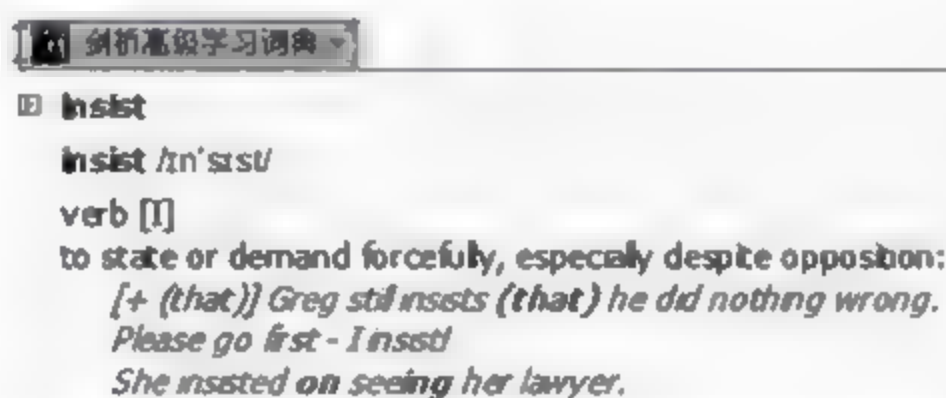 剑桥高级学习词典
insist
insist /ɪn'sɪst/
verb [I]
to state or demand forcefully, especially despite opposition:
[+ (that)] Greg still insists (that) he did nothing wrong.
Please go first - I insist!
She insisted on seeing her lawyer.